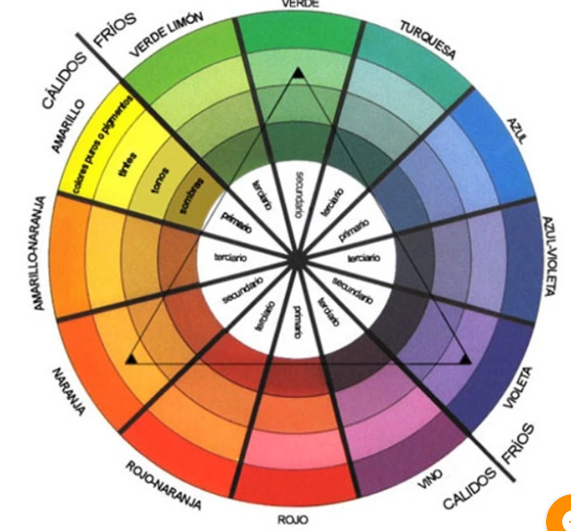 VERDE
TURQUESA
AZUL
AZUL-VIOLETA
VIOLETA
FRÍOS
CALIDOS
VINO
ROJO
ROJO-NARANJA
NARANJA
AMARILLO-NARANJA
AMARILLO
CÁLIDOS
FRÍOS
VERDE LIMÓN
colores puros o pigmentos
tintes
tonos
sombras
secundario
terciario
primario
terciario
secundario
terciario
primario
terciario
secundario
terciario
primario
terciario